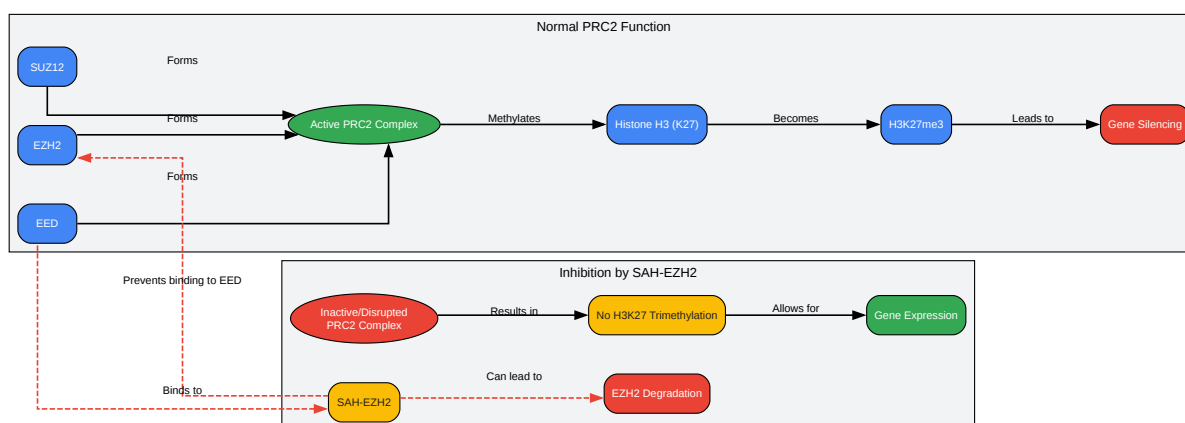 Normal PRC2 Function
SUZ12
Forms
EZH2
Forms
Active PRC2 Complex
Methylates
Histone H3 (K27)
Becomes
H3K27me3
Leads to
Gene Silencing
Forms
EED
Prevents binding to EED
Inhibition by SAH-EZH2
Inactive/Disrupted
PRC2 Complex
Results in
No H3K27 Trimethylation
Allows for
Gene Expression
Binds to
SAH-EZH2
Can lead to
EZH2 Degradation